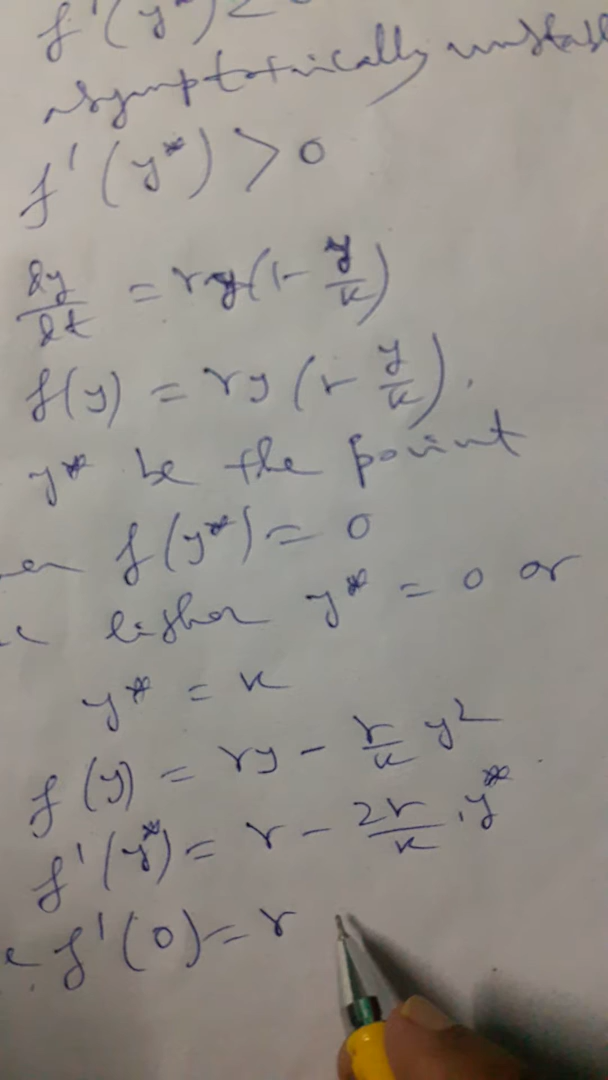 f'(y*) <
asymptotically unstab
f'(y*) > 0
dy/dt = ry(1 - y/k)
f(y) = ry(1 - y/k).
y* be the point
f(y*) = 0
either y* = 0 or
y* = k
f(y) = ry - r/k y²
f'(y*) = r - 2r/k . y*
f'(0) = r